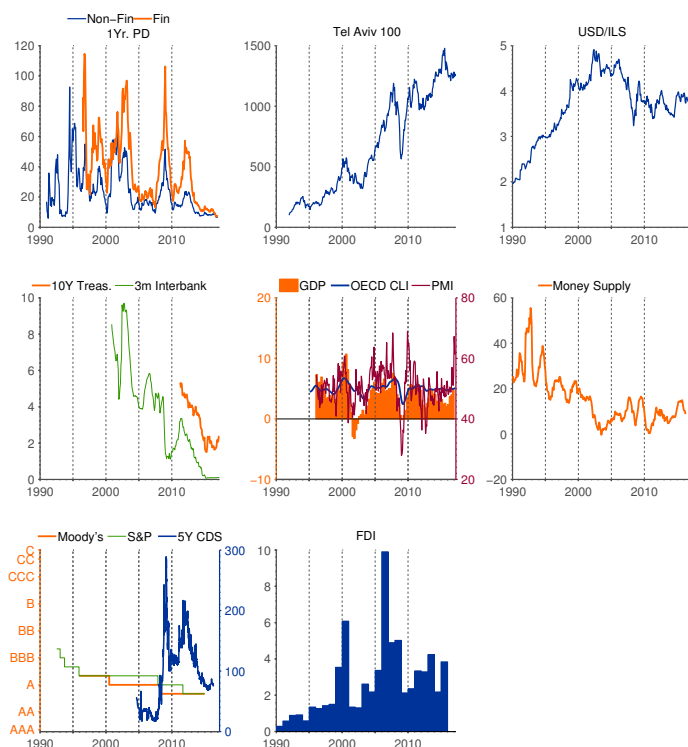 Non−Fin Fin
1Yr. PD
Tel Aviv 100
USD/ILS
120
100
80
60
40
20
0
1990 2000 2010
1500
1000
500
0
1990 2000 2010
5
4
3
2
1
1990 2000 2010
10Y Treas. 3m Interbank
GDP OECD CLI PMI
Money Supply
10
8
6
4
2
0
1990 2000 2010
20 80
10 60
0 40
−10 20
1990 2000 2010
60
40
20
0
−20
1990 2000 2010
Moody's S&P 5Y CDS
FDI
C 300
CC
CCC
B 200
BB
BBB
A 100
AA
AAA 0
1990 2000 2010
10
8
6
4
2
0
1990 2000 2010